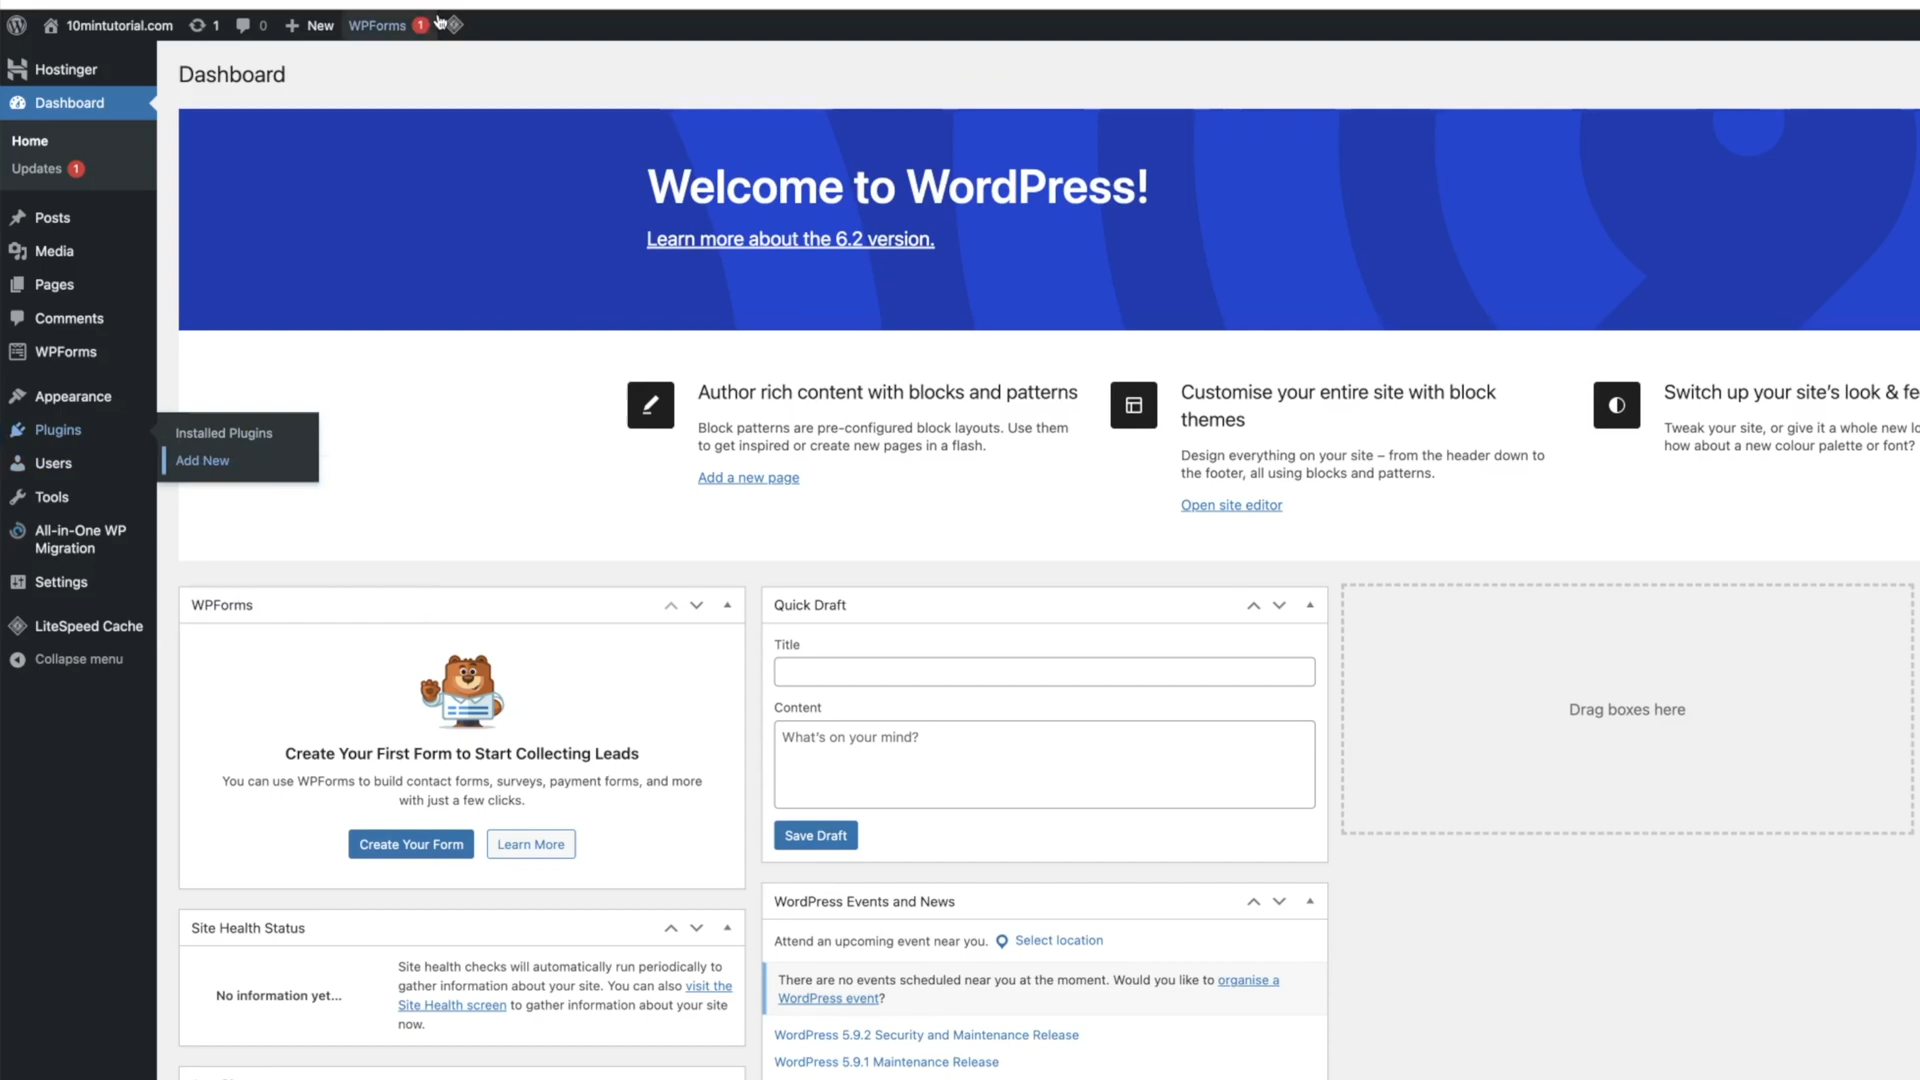 10mintutorial.com 1 0 New WPForms 1
Hostinger
Dashboard
Home
Updates 1
Posts
Media
Pages
Comments
WPForms
Appearance
Plugins
Installed Plugins
Add New
Users
Tools
All-in-One WP
Migration
Settings
LiteSpeed Cache
Collapse menu
Dashboard
Welcome to WordPress!
Learn more about the 6.2 version.
Author rich content with blocks and patterns
Block patterns are pre-configured block layouts. Use them
to get inspired or create new pages in a flash.
Add a new page
Customise your entire site with block
themes
Design everything on your site – from the header down to
the footer, all using blocks and patterns.
Open site editor
Switch up your site's look & fe
Tweak your site, or give it a whole new lo
how about a new colour palette or font?
WPForms
Create Your First Form to Start Collecting Leads
You can use WPForms to build contact forms, surveys, payment forms, and more
with just a few clicks.
Create Your Form Learn More
Site Health Status
No information yet...
Site health checks will automatically run periodically to
gather information about your site. You can also visit the
Site Health screen to gather information about your site
now.
Quick Draft
Title
Content
What's on your mind?
Save Draft
WordPress Events and News
Attend an upcoming event near you. Select location
There are no events scheduled near you at the moment. Would you like to organise a
WordPress event?
WordPress 5.9.2 Security and Maintenance Release
WordPress 5.9.1 Maintenance Release
Drag boxes here